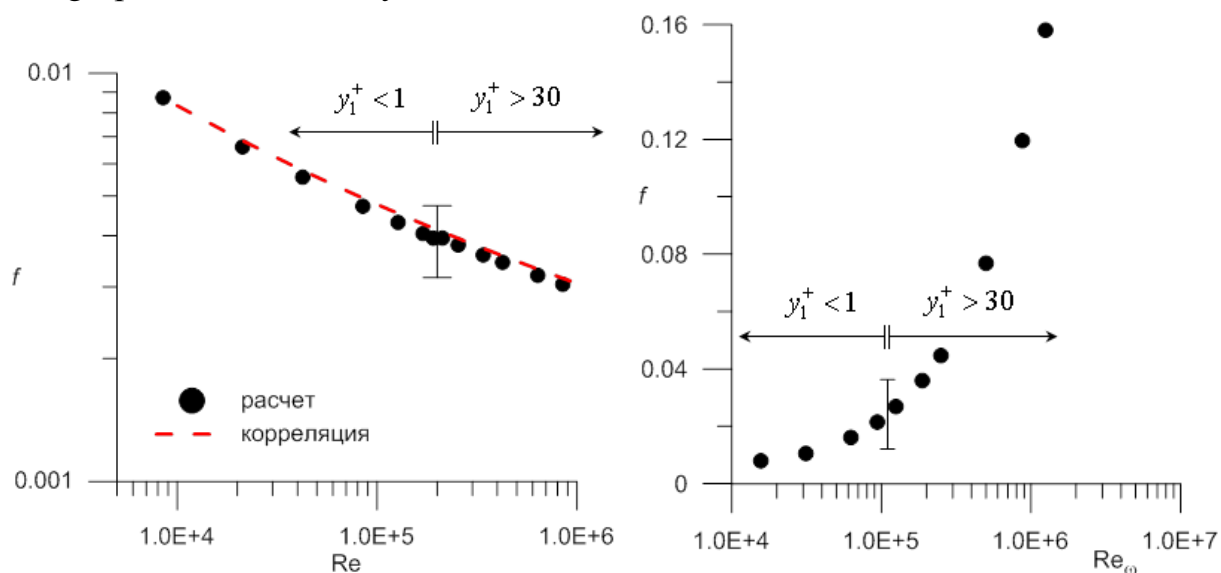 0.01
y₁⁺ < 1
y₁⁺ > 30
f
расчет
корреляция
0.001
1.0E+4
1.0E+5
1.0E+6
Re
0.16
0.12
f
0.08
y₁⁺ < 1
y₁⁺ > 30
0.04
0
1.0E+4
1.0E+5
1.0E+6
1.0E+7
Re_ω